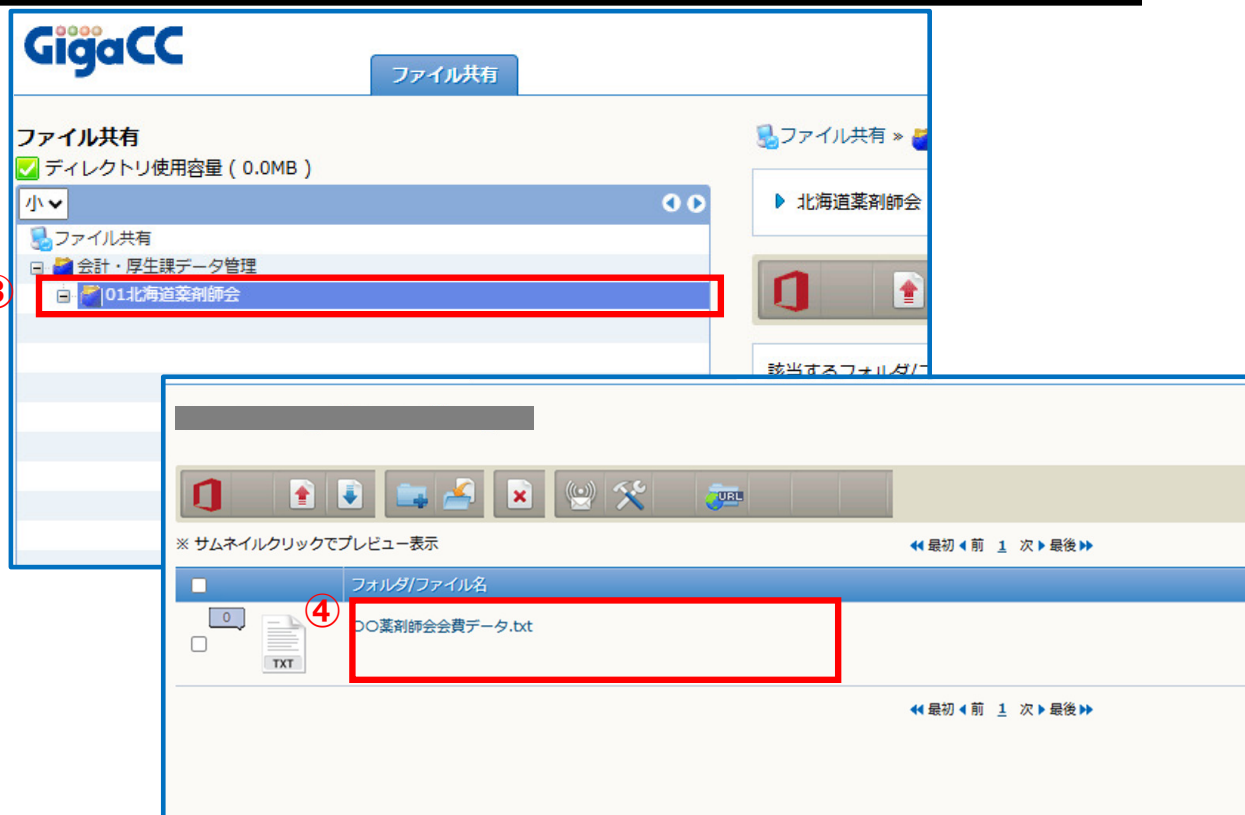 GigaCC
ファイル共有
ファイル共有
ディレクトリ使用容量 ( 0.0MB )
小
ファイル共有
会計・厚生課データ管理
01北海道薬剤師会
ファイル共有 »
北海道薬剤師会
該当するフォルダ/フ
URL
※ サムネイルクリックでプレビュー表示
最初 前 1 次 最後
フォルダ/ファイル名
0
④
〇〇薬剤師会会費データ.txt
TXT
最初 前 1 次 最後